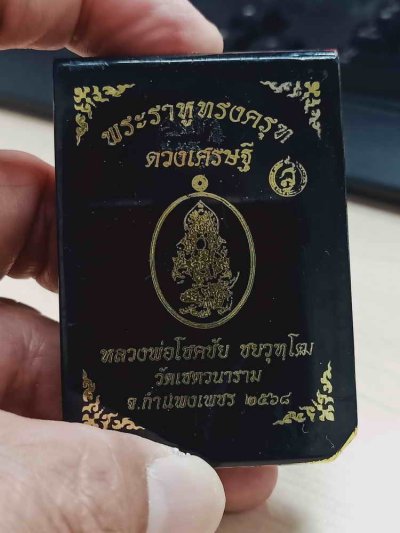 พระราหูทรงครุฑ
ดวงเศรษฐี
หลวงพ่อโชคชัย ชยวุฑฺโฒ
วัดเชตวนาราม
จ.กำแพงเพชร ๒๕๖๘